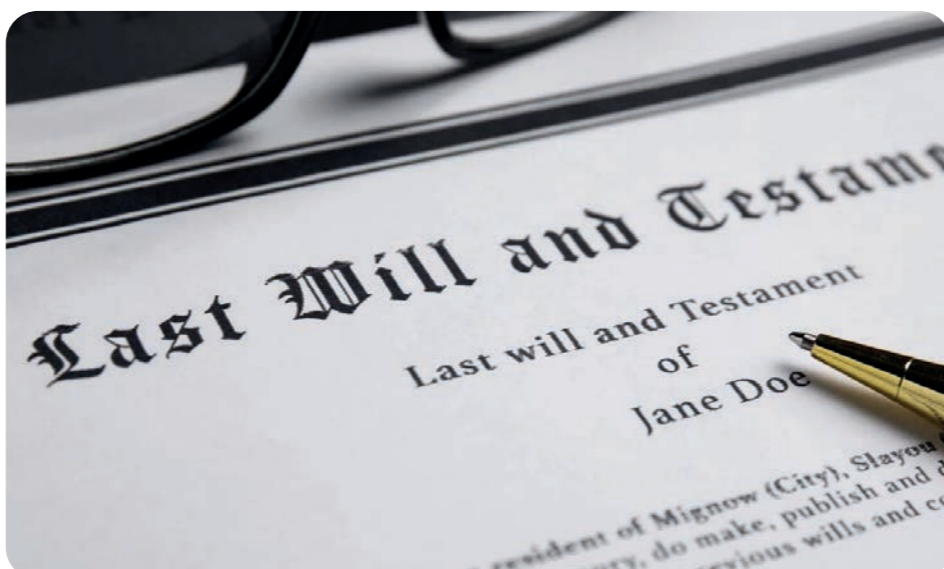 Last Will and Testame
Last will and Testament
of
Jane Doe
resident of Mignow (City), Slayou
do make, publish and
wills and